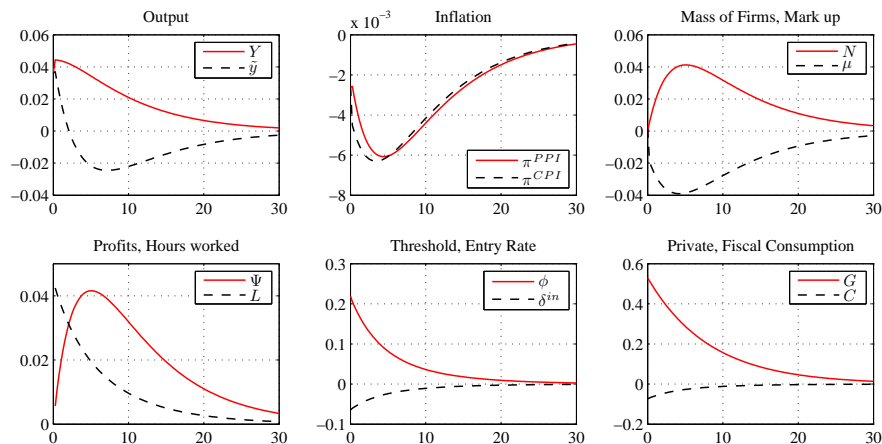 Output
0.06
0.04
0.02
0
−0.02
−0.04
0 10 20 30
Y
ỹ
Inflation
x 10⁻³
0
−2
−4
−6
−8
0 10 20 30
π^PPI
π^CPI
Mass of Firms, Mark up
0.06
0.04
0.02
0
−0.02
−0.04
0 10 20 30
N
μ
Profits, Hours worked
0.04
0.02
0
0 10 20 30
Ψ
L
Threshold, Entry Rate
0.3
0.2
0.1
0
−0.1
0 10 20 30
ϕ
δ^in
Private, Fiscal Consumption
0.6
0.4
0.2
0
−0.2
0 10 20 30
G
C